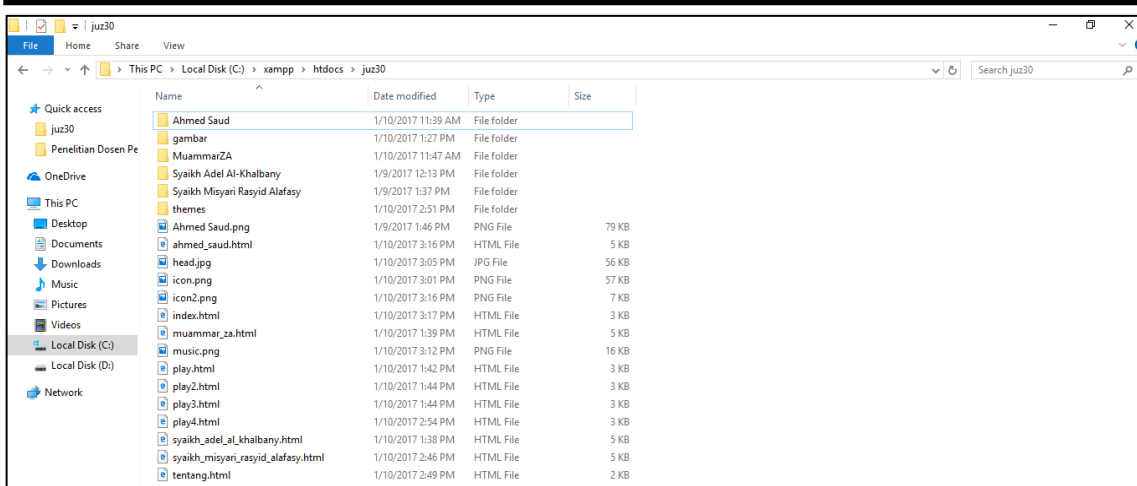 juz30
File Home Share View
This PC > Local Disk (C:) > xampp > htdocs > juz30
Search juz30
Quick access
juz30
Penelitian Dosen Pe
OneDrive
This PC
Desktop
Documents
Downloads
Music
Pictures
Videos
Local Disk (C:)
Local Disk (D:)
Network
Name Date modified Type Size
Ahmed Saud 1/10/2017 11:39 AM File folder
gambar 1/10/2017 1:27 PM File folder
MuammarZA 1/10/2017 11:47 AM File folder
Syaikh Adel Al-Khalbany 1/9/2017 12:13 PM File folder
Syaikh Misyari Rasyid Alafasy 1/9/2017 1:37 PM File folder
themes 1/10/2017 2:51 PM File folder
Ahmed Saud.png 1/9/2017 1:46 PM PNG File 79 KB
ahmed_saud.html 1/10/2017 3:16 PM HTML File 5 KB
head.jpg 1/10/2017 3:05 PM JPG File 56 KB
icon.png 1/10/2017 3:01 PM PNG File 57 KB
icon2.png 1/10/2017 3:16 PM PNG File 7 KB
index.html 1/10/2017 3:17 PM HTML File 3 KB
muammar_za.html 1/10/2017 1:39 PM HTML File 5 KB
music.png 1/10/2017 3:12 PM PNG File 16 KB
play.html 1/10/2017 1:42 PM HTML File 3 KB
play2.html 1/10/2017 1:44 PM HTML File 3 KB
play3.html 1/10/2017 1:44 PM HTML File 3 KB
play4.html 1/10/2017 2:54 PM HTML File 3 KB
syaikh_adel_al_khalbany.html 1/10/2017 1:38 PM HTML File 5 KB
syaikh_misyari_rasyid_alafasy.html 1/10/2017 2:46 PM HTML File 5 KB
tentang.html 1/10/2017 2:49 PM HTML File 2 KB